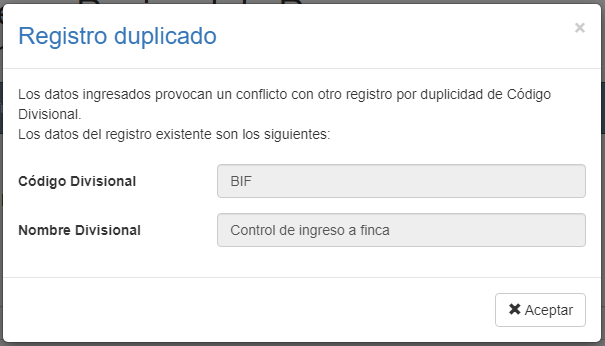 Registro duplicado
×
Los datos ingresados provocan un conflicto con otro registro por duplicidad de Código
Divisional.
Los datos del registro existente son los siguientes:
Código Divisional BIF
Nombre Divisional Control de ingreso a finca
✖ Aceptar